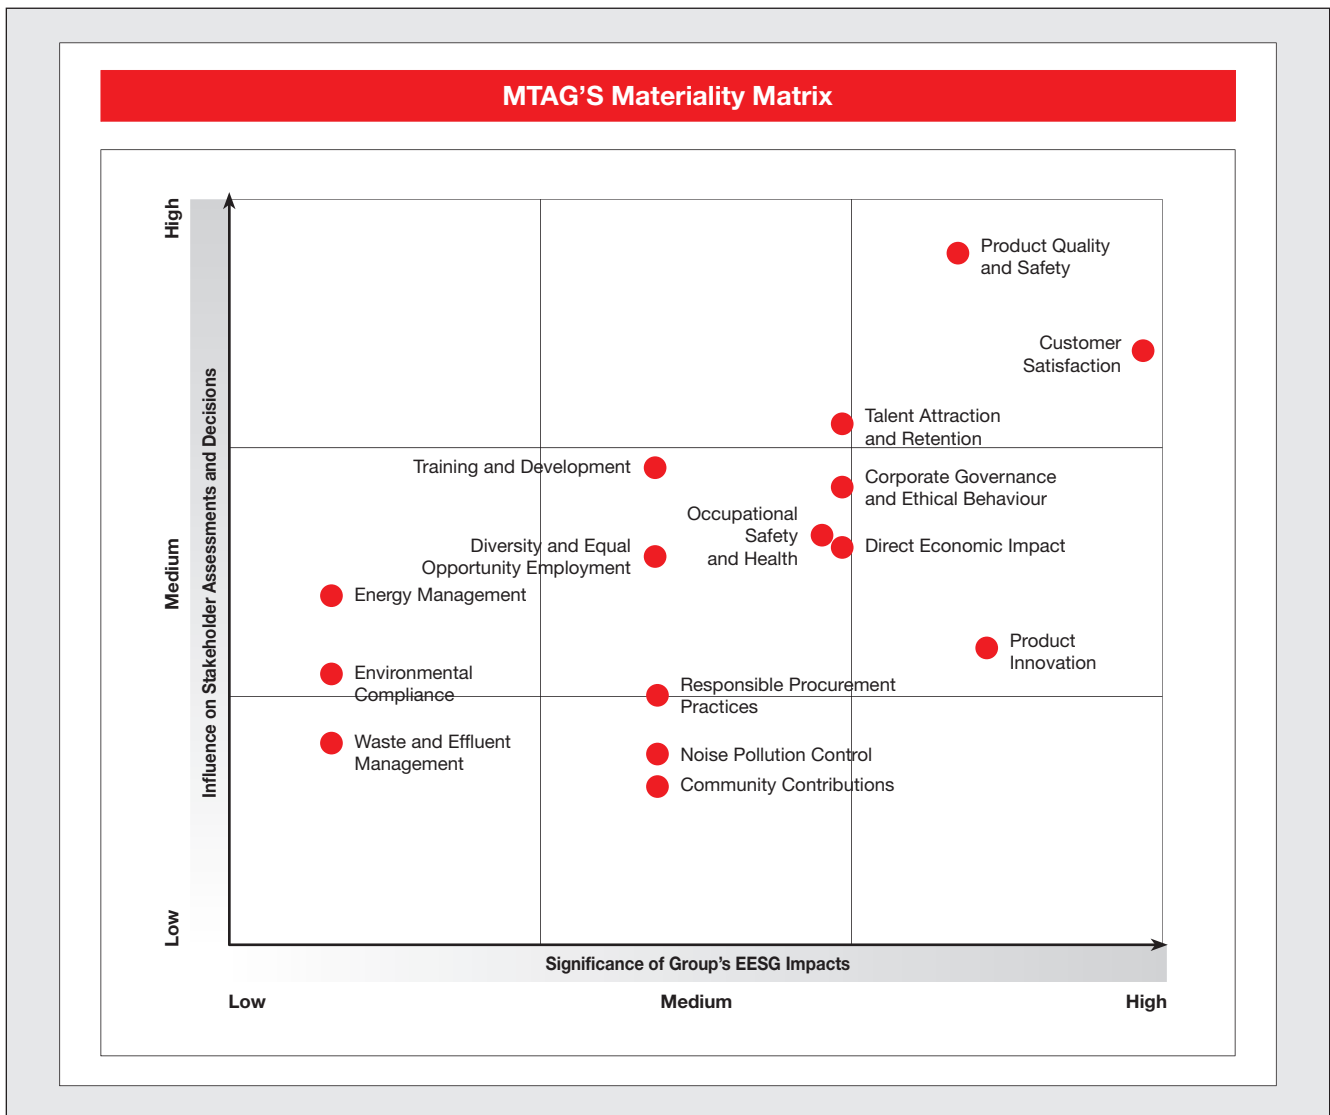 MTAG'S Materiality Matrix
High
Medium
Low
Influence on Stakeholder Assessments and Decisions
Product Quality
and Safety
Customer
Satisfaction
Talent Attraction
and Retention
Training and Development
Corporate Governance
and Ethical Behaviour
Occupational
Safety
and Health
Direct Economic Impact
Diversity and Equal
Opportunity Employment
Energy Management
Product
Innovation
Environmental
Compliance
Responsible Procurement
Practices
Waste and Effluent
Management
Noise Pollution Control
Community Contributions
Significance of Group's EESG Impacts
Low
Medium
High